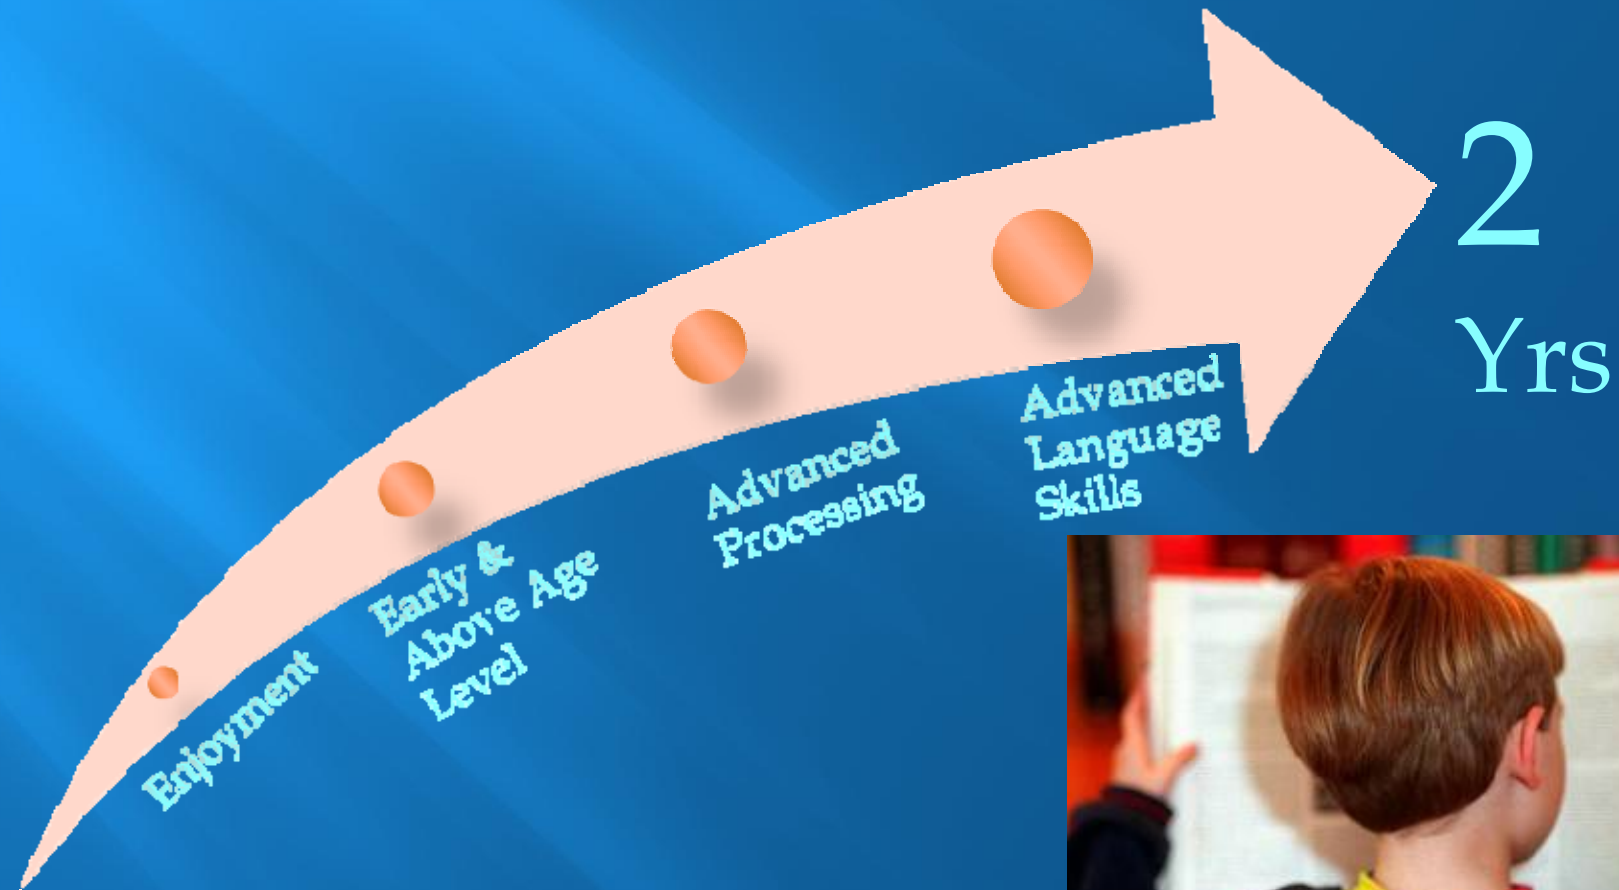 Enjoyment
Early &
Above Age
Level
Advanced
Processing
Advanced
Language
Skills
2
Yrs